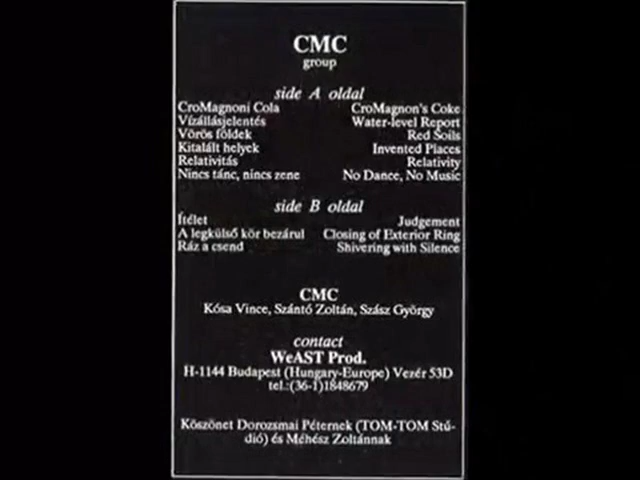 CMC
group
side A oldal
CroMagnoni Cola CroMagnon's Coke
Vízállásjelentés Water-level Report
Vörös földek Red Soils
Kitalált helyek Invented Places
Relativitás Relativity
Nincs tánc, nincs zene No Dance, No Music
side B oldal
Ítélet Judgement
A legkülső kör bezárul Closing of Exterior Ring
Ráz a csend Shivering with Silence
CMC
Kósa Vince, Szántó Zoltán, Szász György
contact
WeAST Prod.
H-1144 Budapest (Hungary-Europe) Vezér 53D
tel.:(36-1)1848679
Köszönet Dorozsmai Péternek (TOM-TOM Stú-
dió) és Méhész Zoltánnak